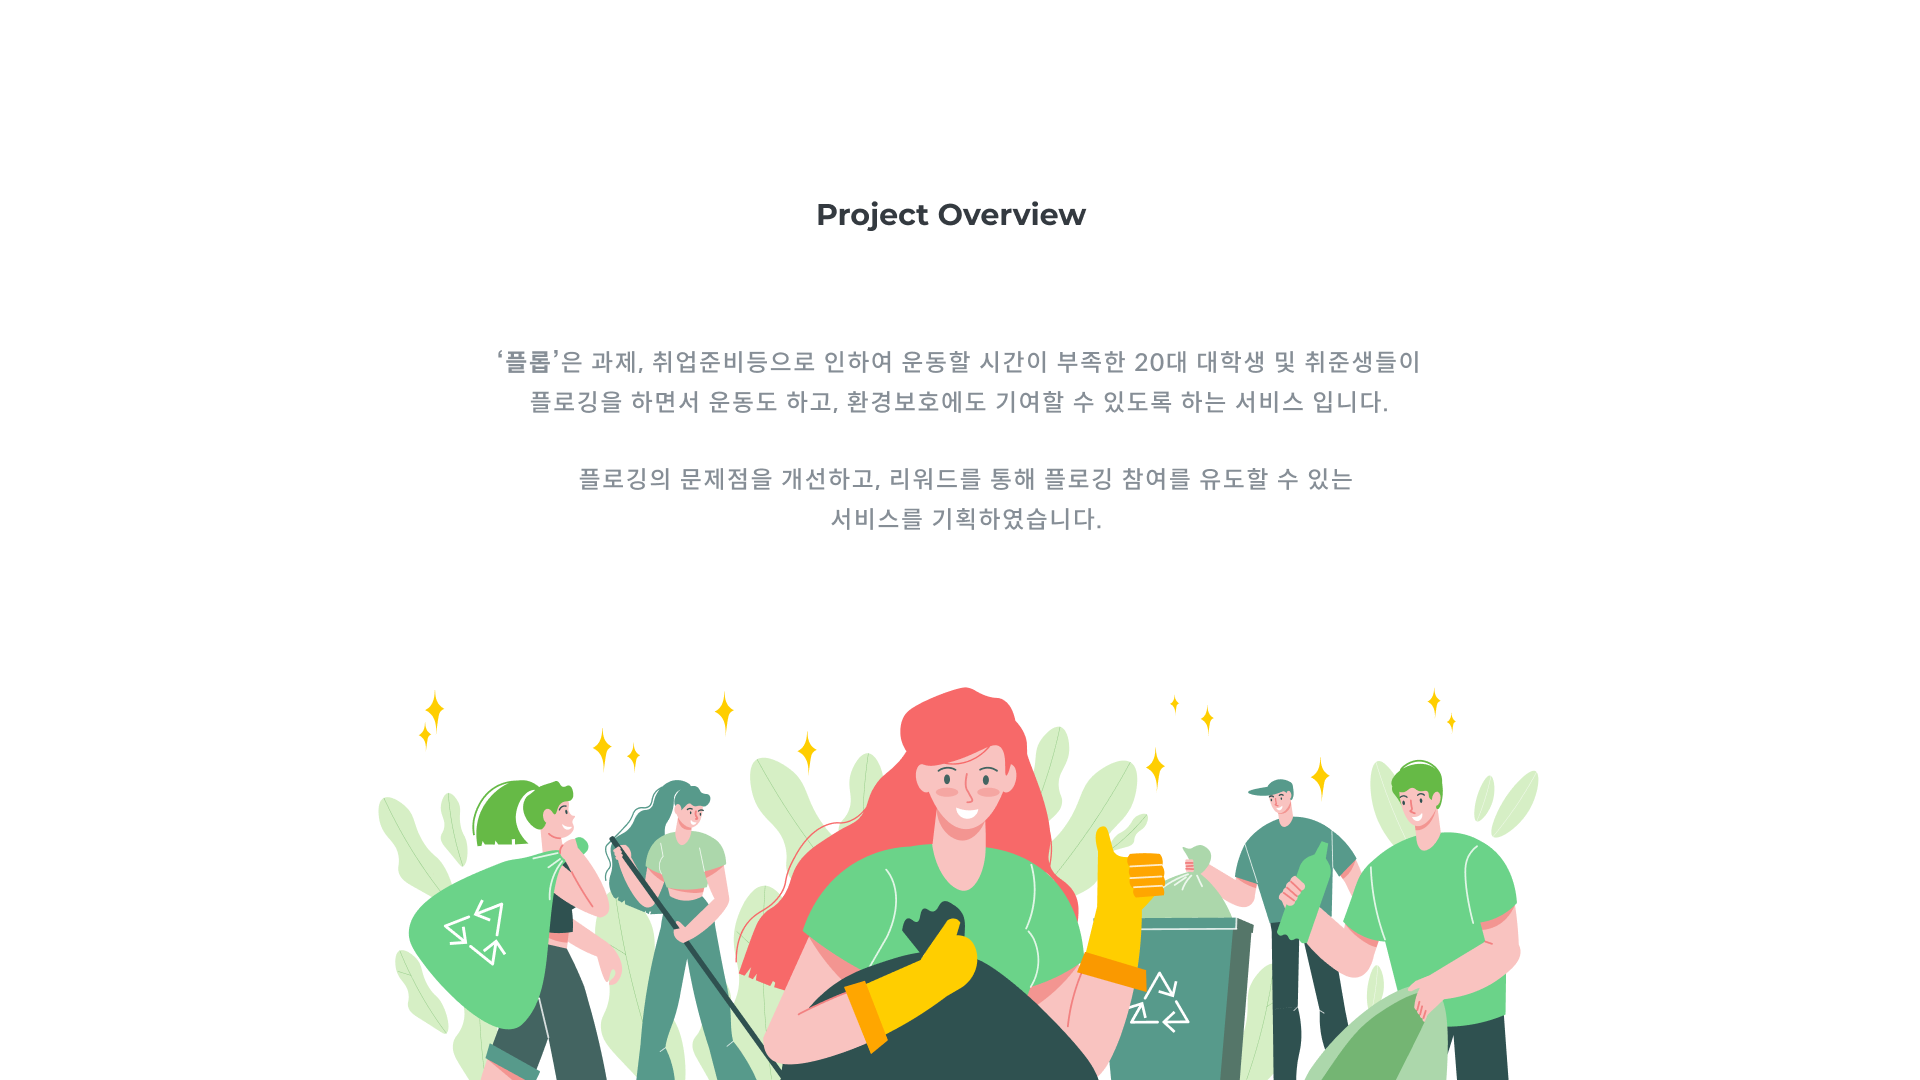 Project Overview
‘플롭’은 과제, 취업준비등으로 인하여 운동할 시간이 부족한 20대 대학생 및 취준생들이
플로깅을 하면서 운동도 하고, 환경보호에도 기여할 수 있도록 하는 서비스 입니다.
플로깅의 문제점을 개선하고, 리워드를 통해 플로깅 참여를 유도할 수 있는
서비스를 기획하였습니다.